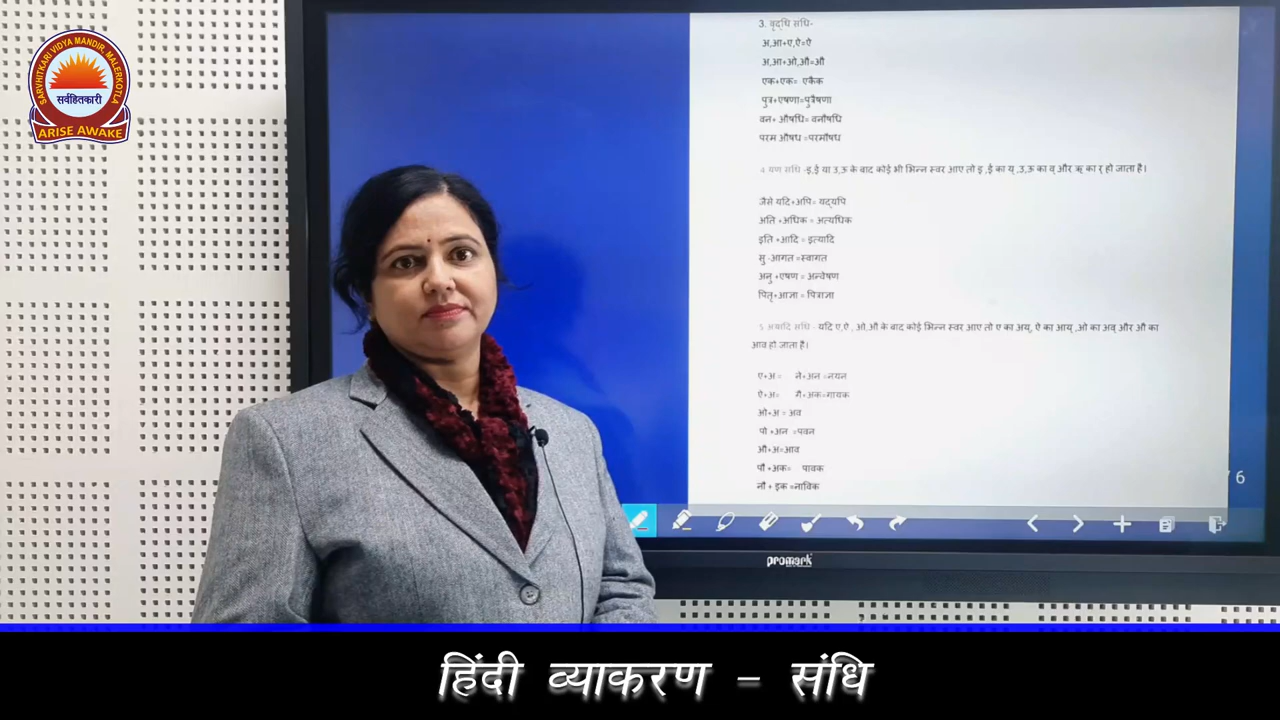 SARVHITKARI VIDYA MANDIR, MALERKOTLA
सर्वहितकारी
ARISE AWAKE
3. वृद्धि संधि-
अ,आ+ए,ऐ=ऐ
अ,आ+ओ,औ=औ
एक+एक= एकैक
पुत्र+एषणा=पुत्रैषणा
वन+ औषधि= वनौषधि
परम औषध =परमौषध
4 यण संधि -इ,ई या उ,ऊ के बाद कोई भी भिन्न स्वर आए तो इ ,ई का य् ,उ,ऊ का व् और ऋ का र् हो जाता है।
जैसे यदि+अपि= यद्यपि
अति +अधिक = अत्यधिक
इति +आदि = इत्यादि
सु -आगत =स्वागत
अनु +एषण = अन्वेषण
पितृ+आज्ञा = पित्राज्ञा
5 अयादि संधि - यदि ए,ऐ , ओ,औ के बाद कोई भिन्न स्वर आए तो ए का अय्, ऐ का आय् ,ओ का अव् और औ का
आव हो जाता है।
ए+अ = ने+अन =नयन
ऐ+अ= गै+अक=गायक
ओ+अ = अव
पो +अन =पवन
औ+अ=आव
पौ +अक= पावक
नौ + इक =नाविक
/ 6
promark
हिंदी व्याकरण - संधि